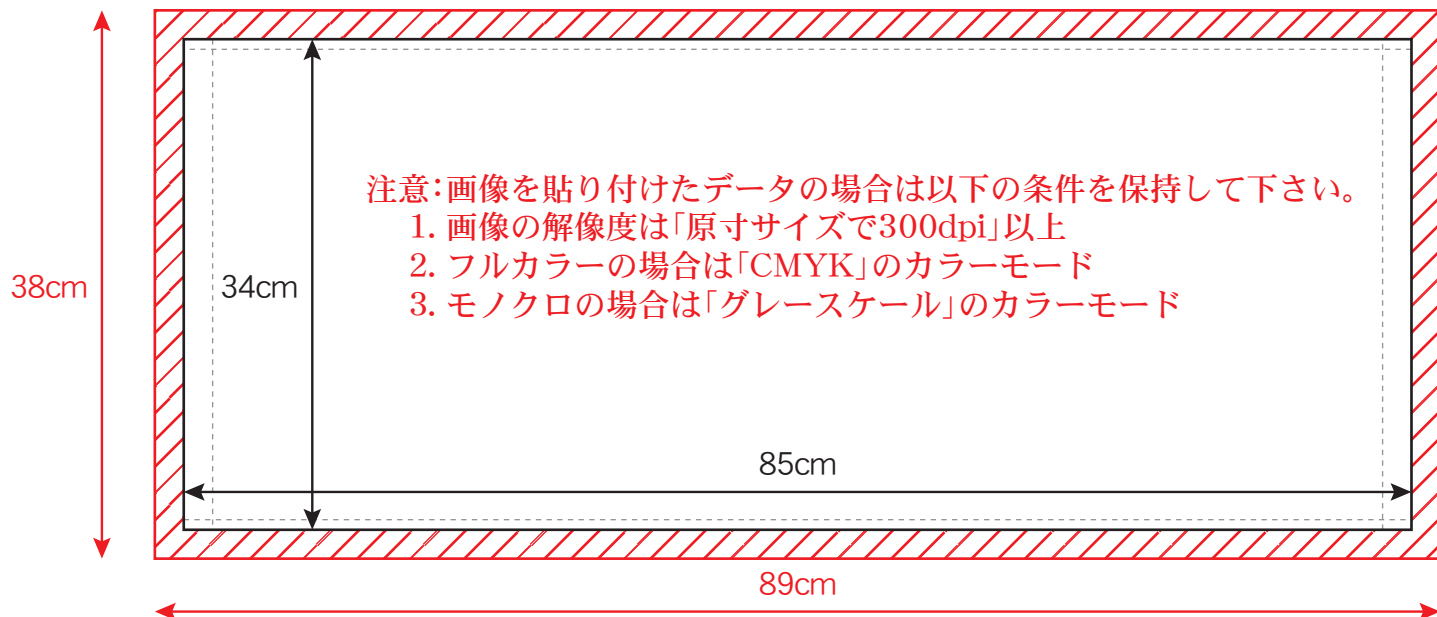 注意:画像を貼り付けたデータの場合は以下の条件を保持して下さい。
1. 画像の解像度は「原寸サイズで300dpi」以上
2. フルカラーの場合は「CMYK」のカラーモード
3. モノクロの場合は「グレースケール」のカラーモード
38cm
34cm
85cm
89cm